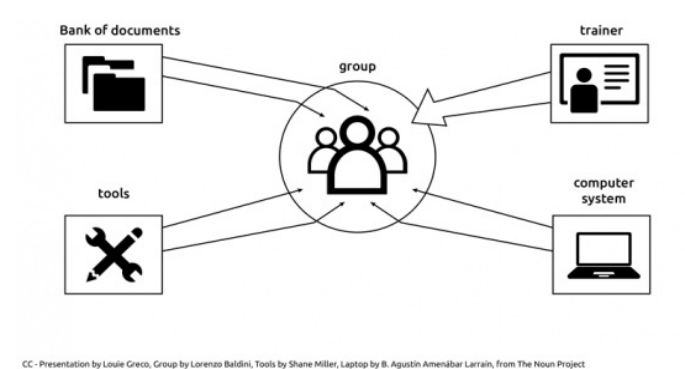 Bank of documents
trainer
group
tools
computer
system
CC - Presentation by Louie Greco, Group by Lorenzo Baldini, Tools by Shane Miller, Laptop by B. Agustín Amenábar Larraín, from The Noun Project